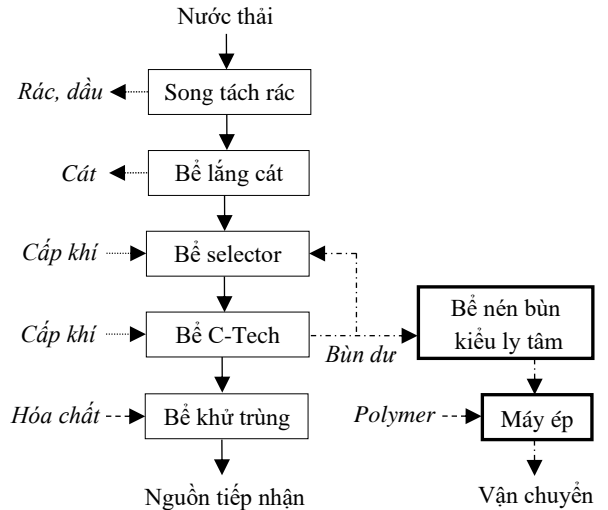 Nước thải
Rác, dầu
Song tách rác
Cát
Bể lắng cát
Cấp khí
Bể selector
Cấp khí
Bể C-Tech
Bùn dư
Bể nén bùn
kiểu ly tâm
Hóa chất
Bể khử trùng
Polymer
Máy ép
Nguồn tiếp nhận
Vận chuyển